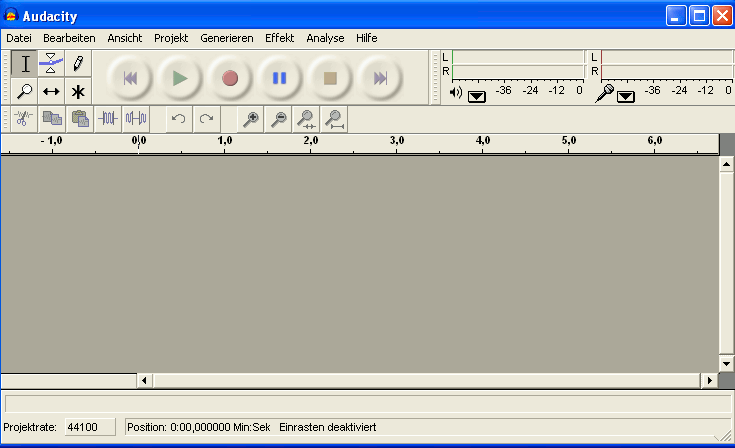 Audacity
Datei Bearbeiten Ansicht Projekt Generieren Effekt Analyse Hilfe
L L
R R
-36 -24 -12 0 -36 -24 -12 0
- 1,0 0,0 1,0 2,0 3,0 4,0 5,0 6,0
Projektrate: 44100 Position: 0:00,000000 Min:Sek Einrasten deaktiviert